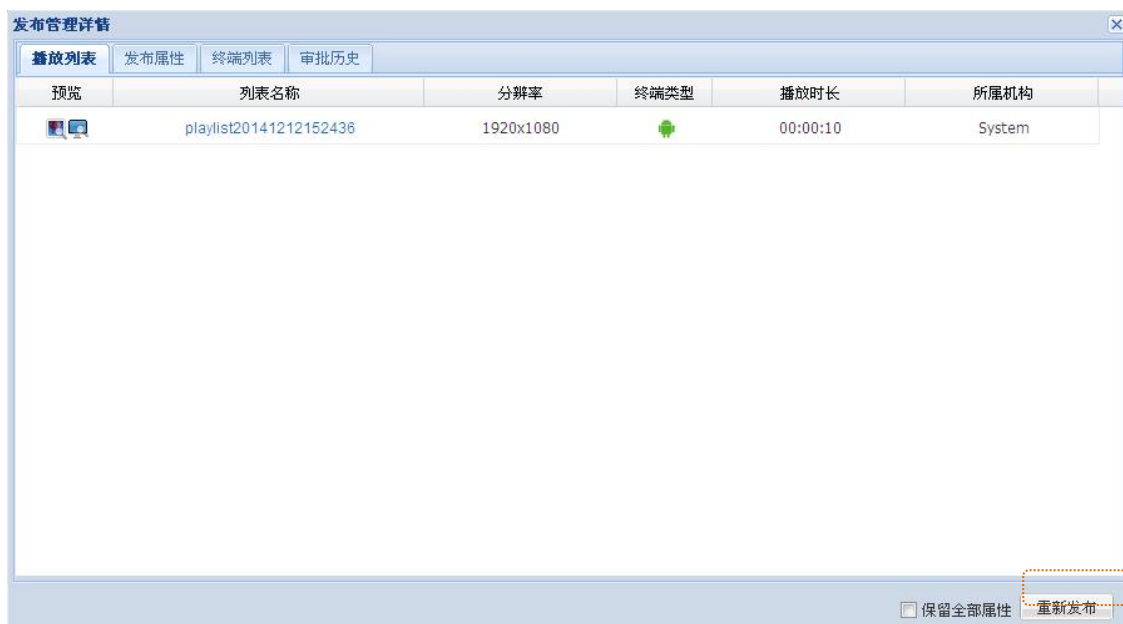 发布管理详情
播放列表 发布属性 终端列表 审批历史
预览 列表名称 分辨率 终端类型 播放时长 所属机构
playlist20141212152436 1920x1080 00:00:10 System
保留全部属性 重新发布